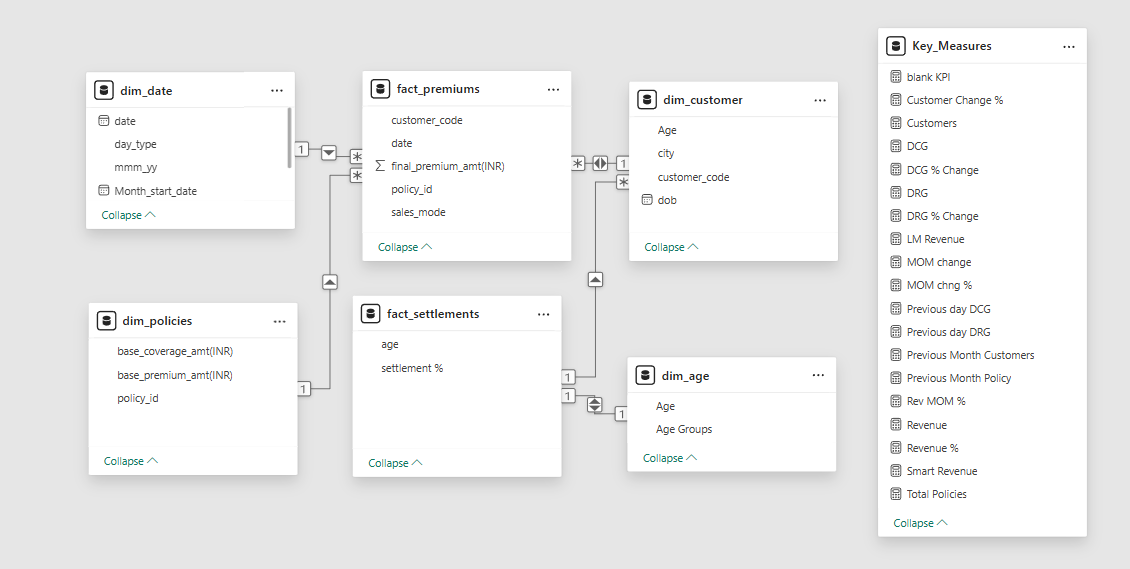 dim_date
date
day_type
mmm_yy
Month_start_date
Collapse
1
*
fact_premiums
customer_code
date
final_premium_amt(INR)
policy_id
sales_mode
Collapse
*
*
1
*
dim_customer
Age
city
customer_code
dob
Collapse
dim_policies
base_coverage_amt(INR)
base_premium_amt(INR)
policy_id
Collapse
1
fact_settlements
age
settlement %
Collapse
1
1
1
dim_age
Age
Age Groups
Collapse
Key_Measures
blank KPI
Customer Change %
Customers
DCG
DCG % Change
DRG
DRG % Change
LM Revenue
MOM change
MOM chng %
Previous day DCG
Previous day DRG
Previous Month Customers
Previous Month Policy
Rev MOM %
Revenue
Revenue %
Smart Revenue
Total Policies
Collapse